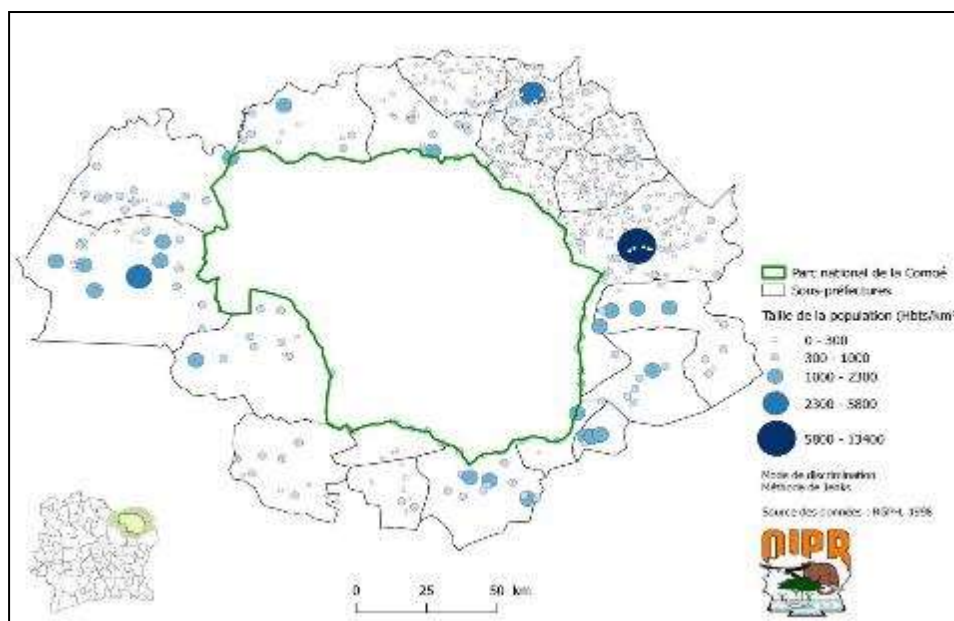 Parc national de la Comoé
Sous-préfectures
Taille de la population (Hbts/km²
0 - 300
300 - 1000
1000 - 2300
2300 - 5800
5800 - 13400
Mode de discrimination
Méthode de Jenks
Source des données : RGPH, 1998
OIPR
0 25 50 km